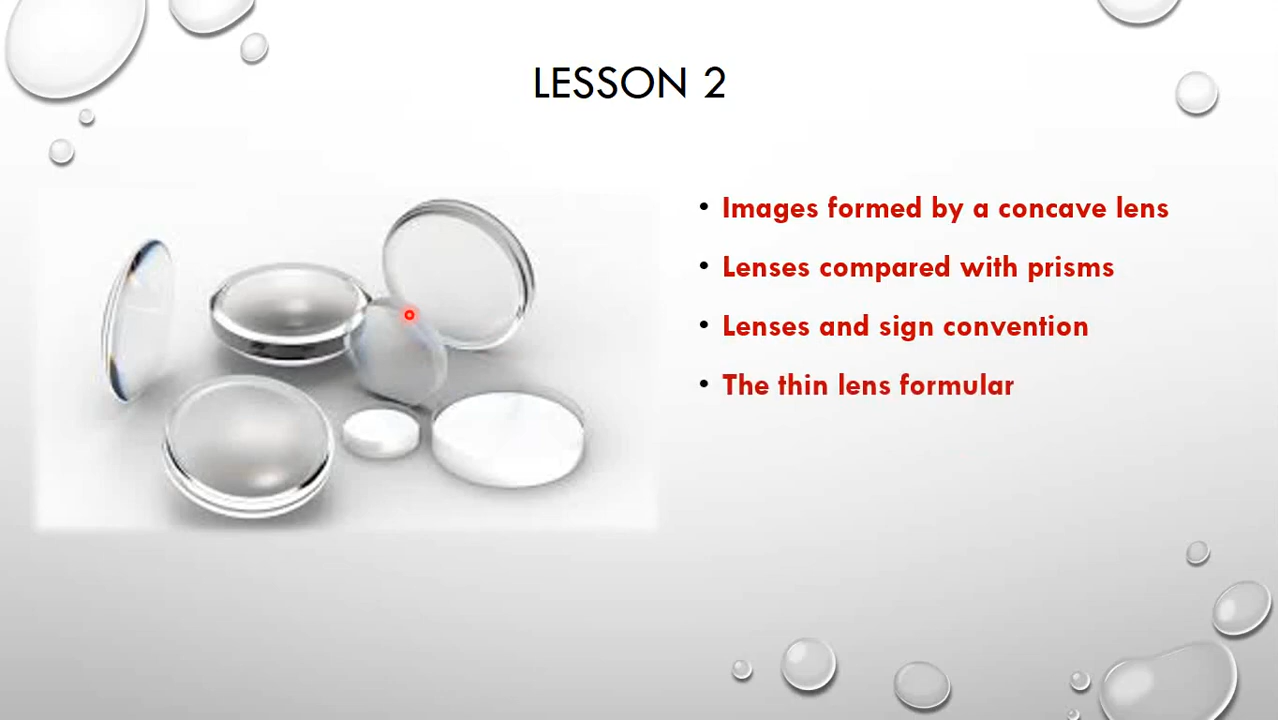 LESSON 2
• Images formed by a concave lens
• Lenses compared with prisms
• Lenses and sign convention
• The thin lens formular